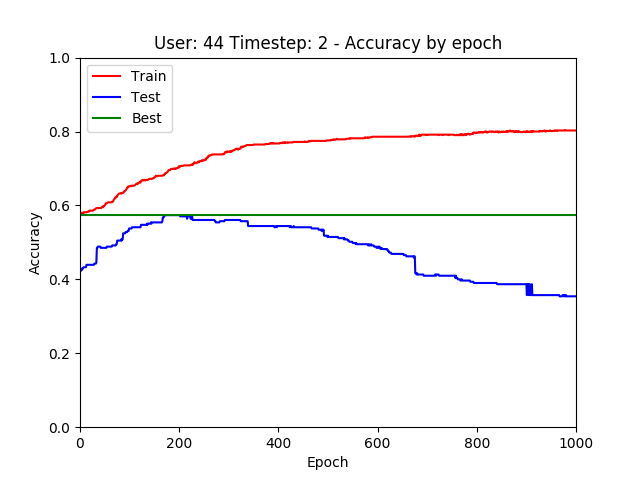 User: 44 Timestep: 2 - Accuracy by epoch
1.0
0.8
0.6
0.4
0.2
0.0
Accuracy
Train
Test
Best
0 200 400 600 800 1000
Epoch